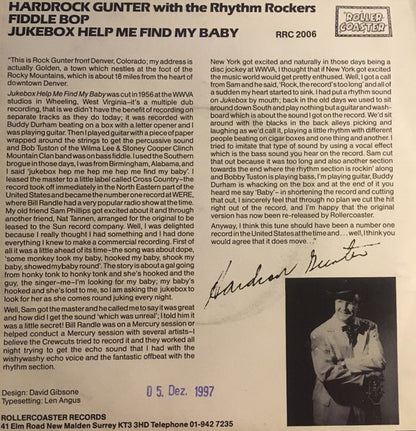 HARDROCK GUNTER with the Rhythm Rockers
FIDDLE BOP
JUKEBOX HELP ME FIND MY BABY
RRC 2006
ROLLER
COASTER
"This is Rock Gunter front Denver, Colorado; my address is
actually Golden, a town which nestles at the foot of the
Rocky Mountains, which is about 18 miles from the heart of
downtown Denver.
Jukebox Help Me Find My Baby was cut in 1956 at the WWVA
studios in Wheeling, West Virginia–it's a multiple dub
recording, that is we didn't have the benefit of recording on
separate tracks as they do today; it was recorded with
Buddy Durham beating on a box with a letter opener and I
was playing guitar. Then I played guitar with a piece of paper
wrapped around the strings to get the percussive sound
and Bob Tuston of the Wilma Lee & Stoney Cooper Clinch
Mountain Clan band was on bass fiddle. I used the Southern
brogue in those days, I was from Birmingham, Alabama, and
I said 'jukebox hep me hep me hep me find my baby'. I
leased the master to a little label called Cross Country–the
record took off immediately in the North Eastern part of the
United States and became the number one record at WERE,
where Bill Randle had a very popular radio show at the time.
My old friend Sam Phillips got excited about it and through
another friend, Nat Tannen, arranged for the original to be
leased to the Sun record company. Well, I was delighted
because I really thought I had something and I had done
everything I knew to make a commercial recording. First of
all it was a little ahead of its time–the song was about dope,
'some monkey took my baby, hooked my baby, shook my
baby, showed my baby round'. The story is about a gal going
from honky tonk to honky tonk and she's hooked and the
guy, the singer–me–I'm looking for my baby; my baby's
hooked and she's lost to me, so I am asking the jukebox to
look for her as she comes round juking every night.
Well, Sam got the master and he called me to say it was great
and how did I get the sound 'which was unreal'; I told him it
was a little secret! Bill Randle was on a Mercury session or
helped conduct a Mercury session with several artists–I
believe the Crewcuts tried to record it and they worked all
night trying to get the echo sound that I had with the
wishywashy echo voice and the fantastic offbeat with the
rhythm section.
New York got excited and naturally in those days being a
disc jockey at WWVA, I thought that if New York got excited
the music world would get pretty enthused. Well, I got a call
from Sam and he said, 'Rock, the record's too long' and all of
a sudden my heart started to sink. I had put a rhythm sound
on Jukebox by mouth; back in the old days we used to sit
around down South and play nothing but a guitar and wash-
board which is about the sound I got on the record. We'd sit
around with the blacks in the back alleys picking and
laughing as we'd call it, playing a little rhythm with different
people beating on cigar boxes and one thing and another. I
tried to imitate that type of sound by using a vocal effect
which is the bass sound you hear on the record. Sam cut
that out because it was too long and also another section
towards the end where the rhythm section is rockin' along
and Bobby Tuston is playing bass, I'm playing guitar, Buddy
Durham is whacking on the box and at the end of it you
heard me say 'Baby' – in shortening the record and cutting
that out, I sincerely feel that through no plan we cut the hit
right out of the record, and I'm happy that the original
version has now been re-released by Rollercoaster.
Anyway, I think this tune should have been a number one
record in the United States at the time and ... well, I think you
would agree that it does move..."
Hardrock Gunter
Design: David Gibsone
Typesetting: Len Angus
05. Dez. 1997
ROLLERCOASTER RECORDS
41 Elm Road New Malden Surrey KT3 3HD Telephone 01-942 7235